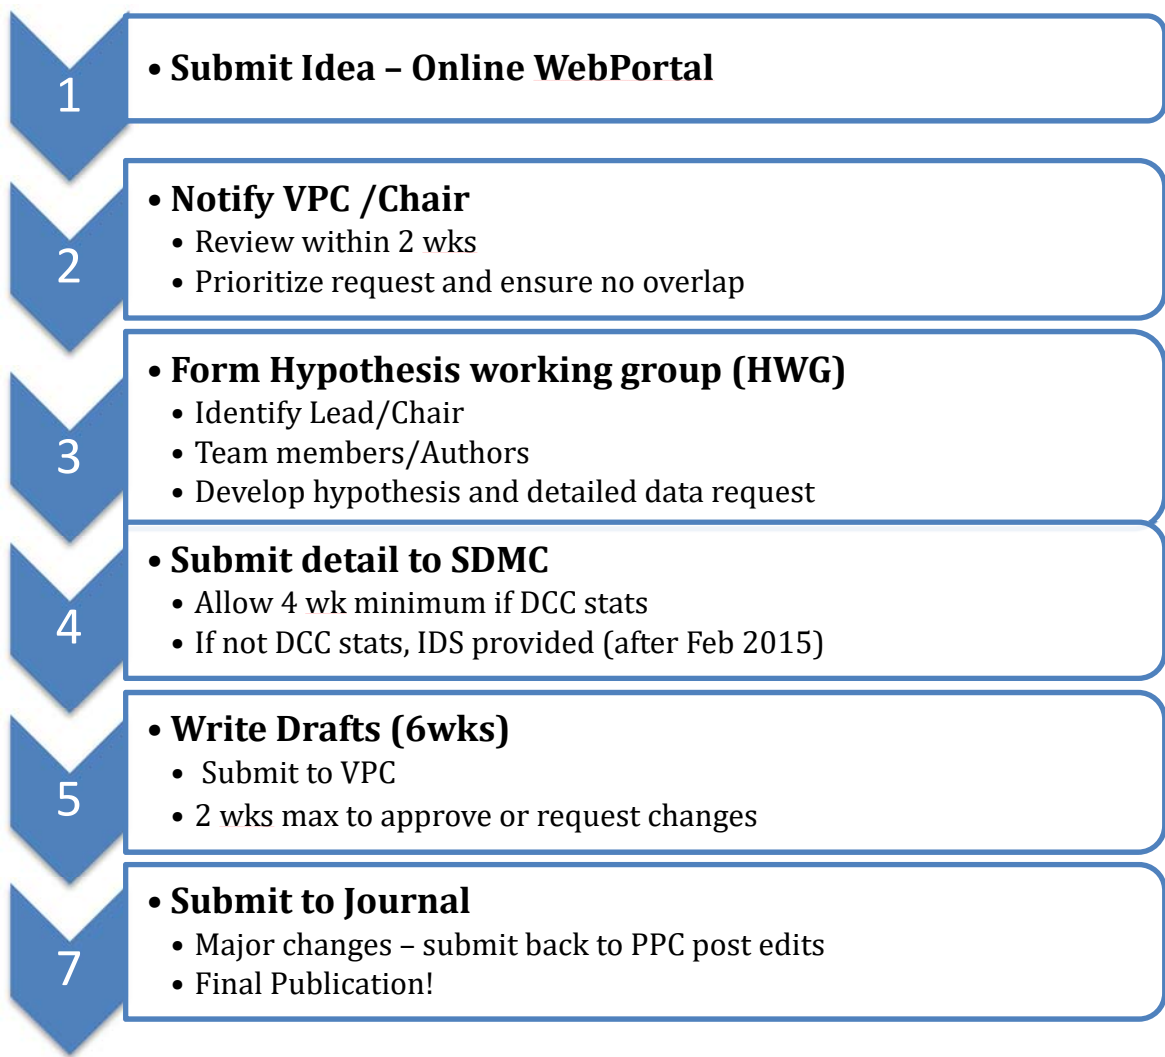 1
• Submit Idea – Online WebPortal
2
• Notify VPC /Chair
• Review within 2 wks
• Prioritize request and ensure no overlap
3
• Form Hypothesis working group (HWG)
• Identify Lead/Chair
• Team members/Authors
• Develop hypothesis and detailed data request
4
• Submit detail to SDMC
• Allow 4 wk minimum if DCC stats
• If not DCC stats, IDS provided (after Feb 2015)
5
• Write Drafts (6wks)
• Submit to VPC
• 2 wks max to approve or request changes
7
• Submit to Journal
• Major changes – submit back to PPC post edits
• Final Publication!